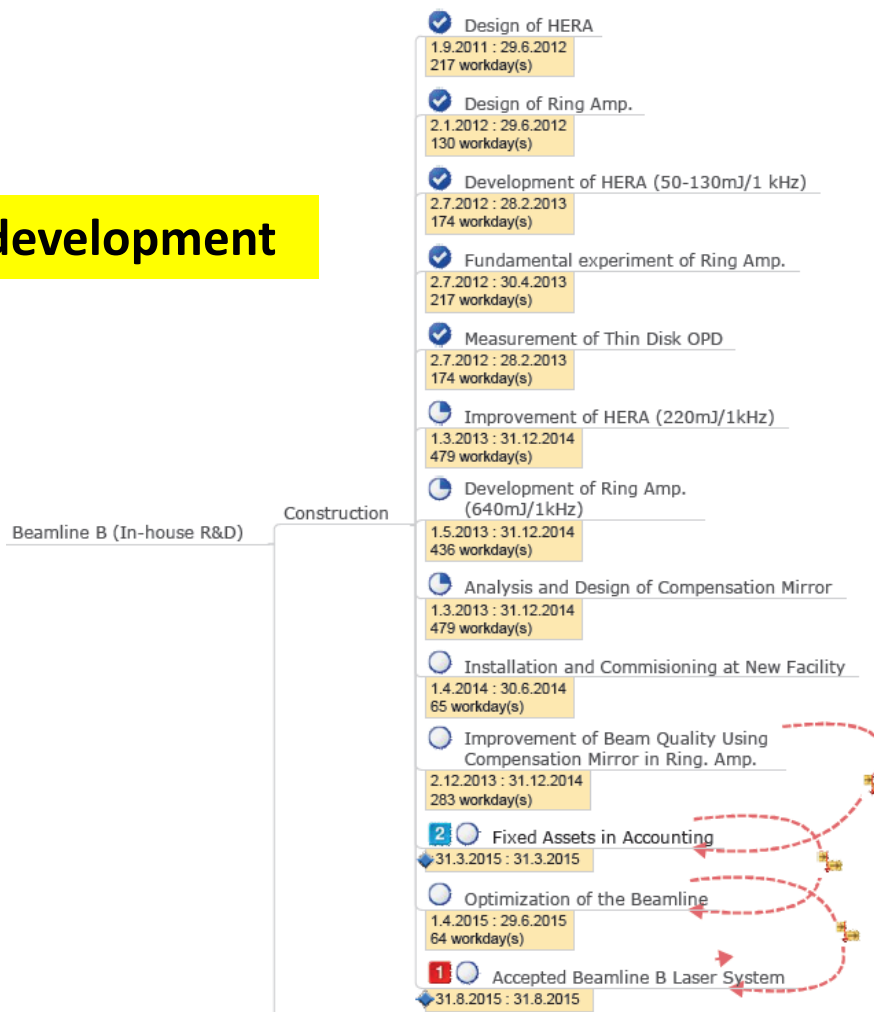 Design of HERA
1.9.2011 : 29.6.2012
217 workday(s)
Design of Ring Amp.
2.1.2012 : 29.6.2012
130 workday(s)
Development of HERA (50-130mJ/1 kHz)
2.7.2012 : 28.2.2013
174 workday(s)
development
Fundamental experiment of Ring Amp.
2.7.2012 : 30.4.2013
217 workday(s)
Measurement of Thin Disk OPD
2.7.2012 : 28.2.2013
174 workday(s)
Improvement of HERA (220mJ/1kHz)
1.3.2013 : 31.12.2014
479 workday(s)
Development of Ring Amp.
(640mJ/1kHz)
1.5.2013 : 31.12.2014
436 workday(s)
Construction
Beamline B (In-house R&D)
Analysis and Design of Compensation Mirror
1.3.2013 : 31.12.2014
479 workday(s)
Installation and Commisioning at New Facility
1.4.2014 : 30.6.2014
65 workday(s)
Improvement of Beam Quality Using
Compensation Mirror in Ring. Amp.
2.12.2013 : 31.12.2014
283 workday(s)
2 Fixed Assets in Accounting
31.3.2015 : 31.3.2015
Optimization of the Beamline
1.4.2015 : 29.6.2015
64 workday(s)
1 Accepted Beamline B Laser System
31.8.2015 : 31.8.2015